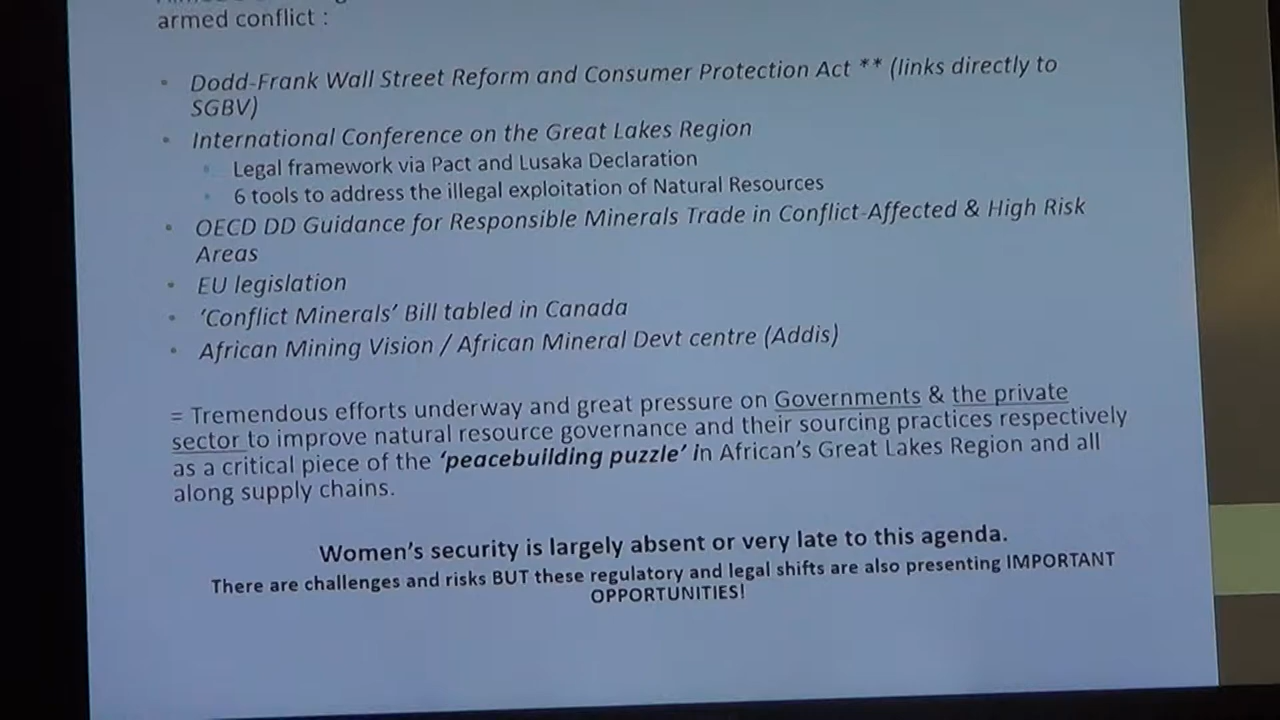 armed conflict :
• Dodd-Frank Wall Street Reform and Consumer Protection Act ** (links directly to
SGBV)
• International Conference on the Great Lakes Region
• Legal framework via Pact and Lusaka Declaration
• 6 tools to address the illegal exploitation of Natural Resources
• OECD DD Guidance for Responsible Minerals Trade in Conflict-Affected & High Risk
Areas
• EU legislation
• ‘Conflict Minerals’ Bill tabled in Canada
• African Mining Vision / African Mineral Devt centre (Addis)
= Tremendous efforts underway and great pressure on Governments & the private
sector to improve natural resource governance and their sourcing practices respectively
as a critical piece of the ‘peacebuilding puzzle’ in African’s Great Lakes Region and all
along supply chains.
Women’s security is largely absent or very late to this agenda.
There are challenges and risks BUT these regulatory and legal shifts are also presenting IMPORTANT
OPPORTUNITIES!